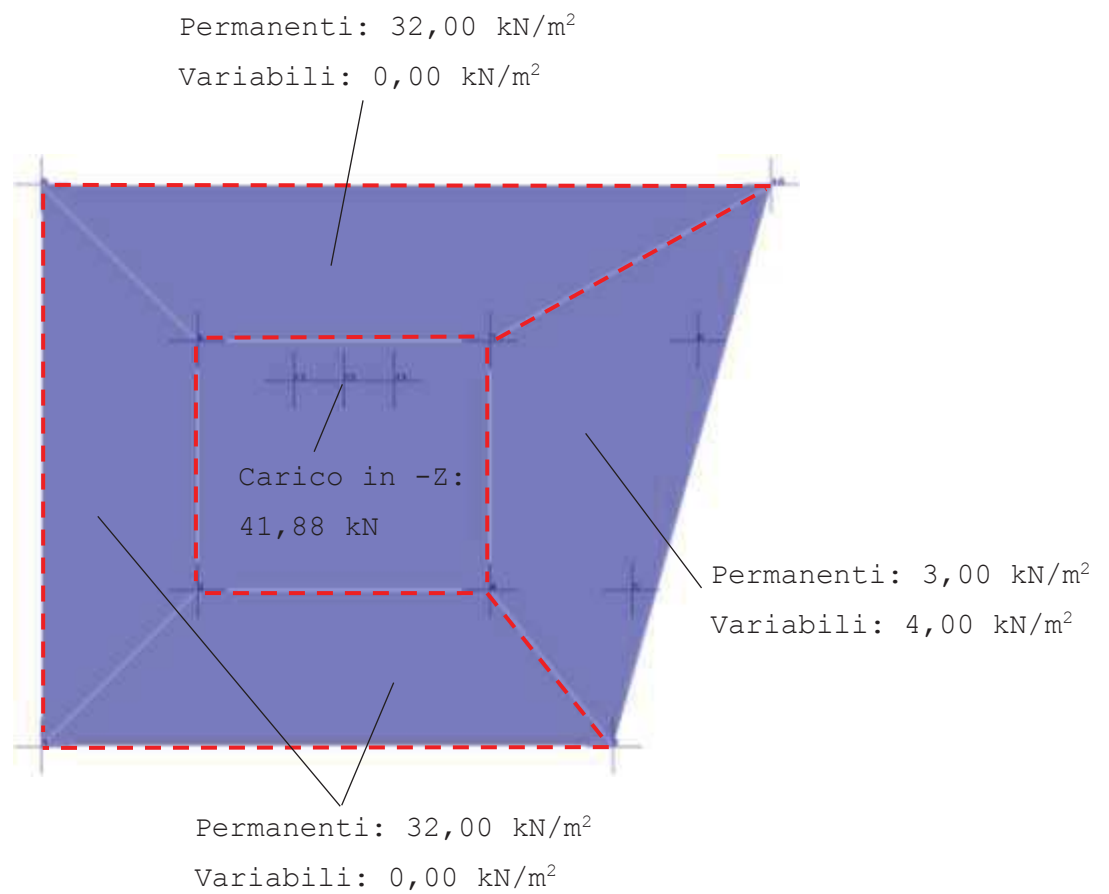 Permanenti: 32,00 kN/m²
Variabili: 0,00 kN/m²
Carico in -Z:
41,88 kN
Permanenti: 3,00 kN/m²
Variabili: 4,00 kN/m²
Permanenti: 32,00 kN/m²
Variabili: 0,00 kN/m²